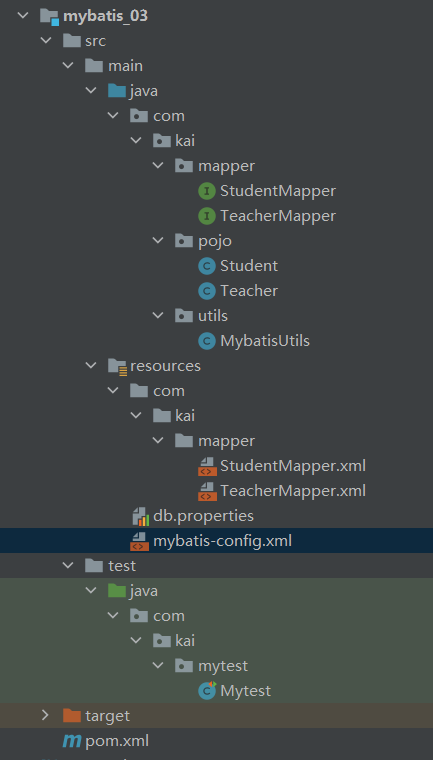 mybatis_03
src
main
java
com
kai
mapper
StudentMapper
TeacherMapper
pojo
Student
Teacher
utils
MybatisUtils
resources
com
kai
mapper
StudentMapper.xml
TeacherMapper.xml
db.properties
mybatis-config.xml
test
java
com
kai
mytest
Mytest
target
pom.xml